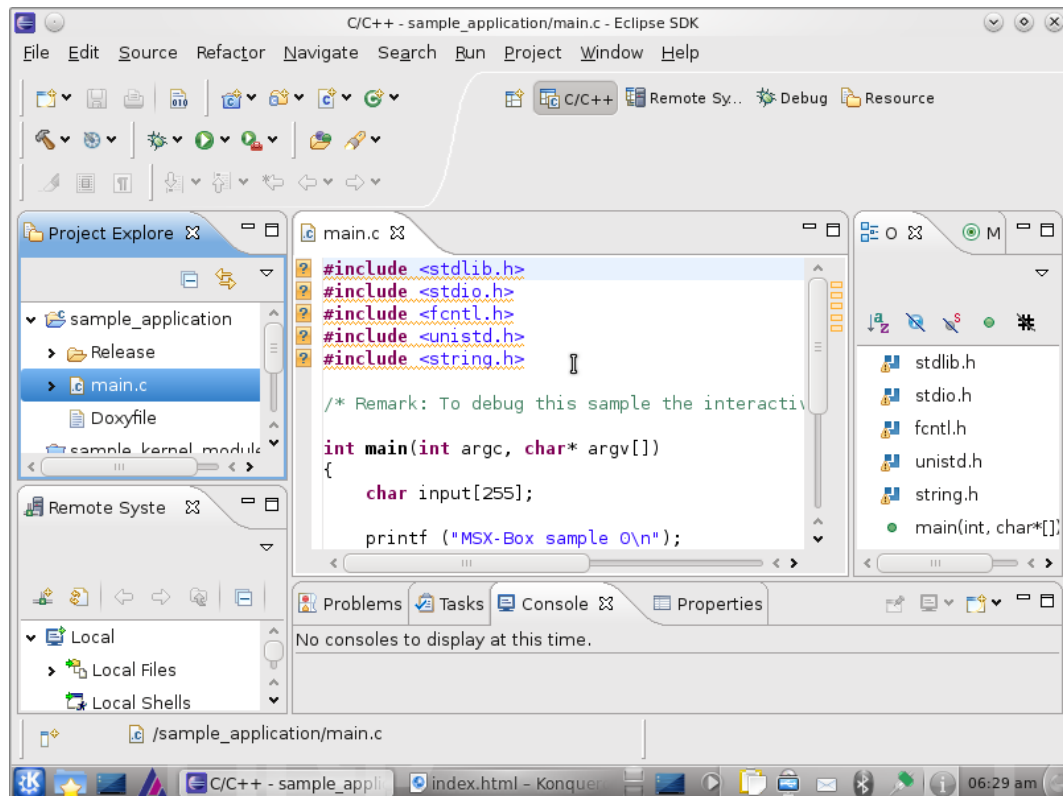 C/C++ - sample_application/main.c - Eclipse SDK
File Edit Source Refactor Navigate Search Run Project Window Help
C/C++ Remote Sy... Debug Resource
Project Explore
main.c
O M
#include <stdlib.h>
#include <stdio.h>
#include <fcntl.h>
#include <unistd.h>
#include <string.h>
/* Remark: To debug this sample the interactiv
int main(int argc, char* argv[])
{
char input[255];
printf ("MSX-Box sample O\n");
sample_application
Release
main.c
Doxyfile
sample_kernel_module
stdlib.h
stdio.h
fcntl.h
unistd.h
string.h
main(int, char*[])
Remote Syste
Local
Local Files
Local Shells
Problems Tasks Console Properties
No consoles to display at this time.
/sample_application/main.c
C/C++ - sample_appli
index.html – Konquer
06:29 am